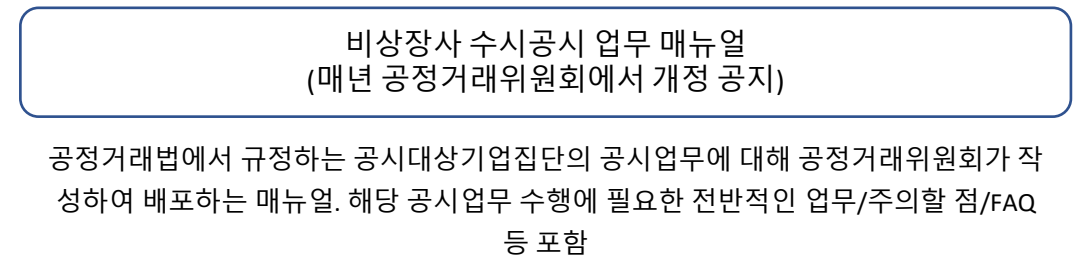 비상장사 수시공시 업무 매뉴얼
(매년 공정거래위원회에서 개정 공지)
공정거래법에서 규정하는 공시대상기업집단의 공시업무에 대해 공정거래위원회가 작
성하여 배포하는 매뉴얼. 해당 공시업무 수행에 필요한 전반적인 업무/주의할 점/FAQ
등 포함